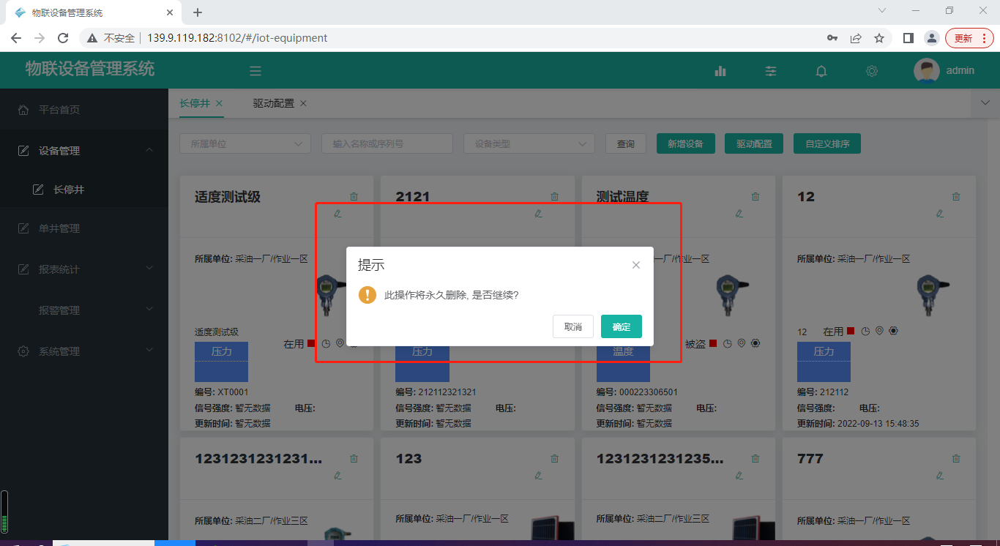 物联设备管理系统
不安全 139.9.119.182:8102/#/iot-equipment 更新
物联设备管理系统 admin
平台首页
设备管理
长停井
单井管理
报表统计
报警管理
系统管理
长停井 驱动配置
所属单位 输入名称或序列号 设备类型 查询 新增设备 驱动配置 自定义排序
适度测试级
所属单位: 采油一厂/作业一区
适度测试级
在用
压力
编号: XT0001
信号强度: 暂无数据 电压:
更新时间: 暂无数据
2121
压力
编号: 212112321321
信号强度: 暂无数据 电压:
更新时间: 暂无数据
测试温度
一厂/作业一区
被盗
温度
编号: 000223306501
信号强度: 暂无数据 电压:
更新时间: 暂无数据
12
所属单位: 采油一厂/作业一区
12 在用
压力
编号: 212112
信号强度: 电压:
更新时间: 2022-09-13 15:48:35
提示
此操作将永久删除, 是否继续?
取消 确定
1231231231231...
所属单位: 采油二厂/作业三区
123
所属单位: 采油一厂/作业一区
1231231231235...
所属单位: 采油二厂/作业三区
777
所属单位: 采油一厂/作业一区